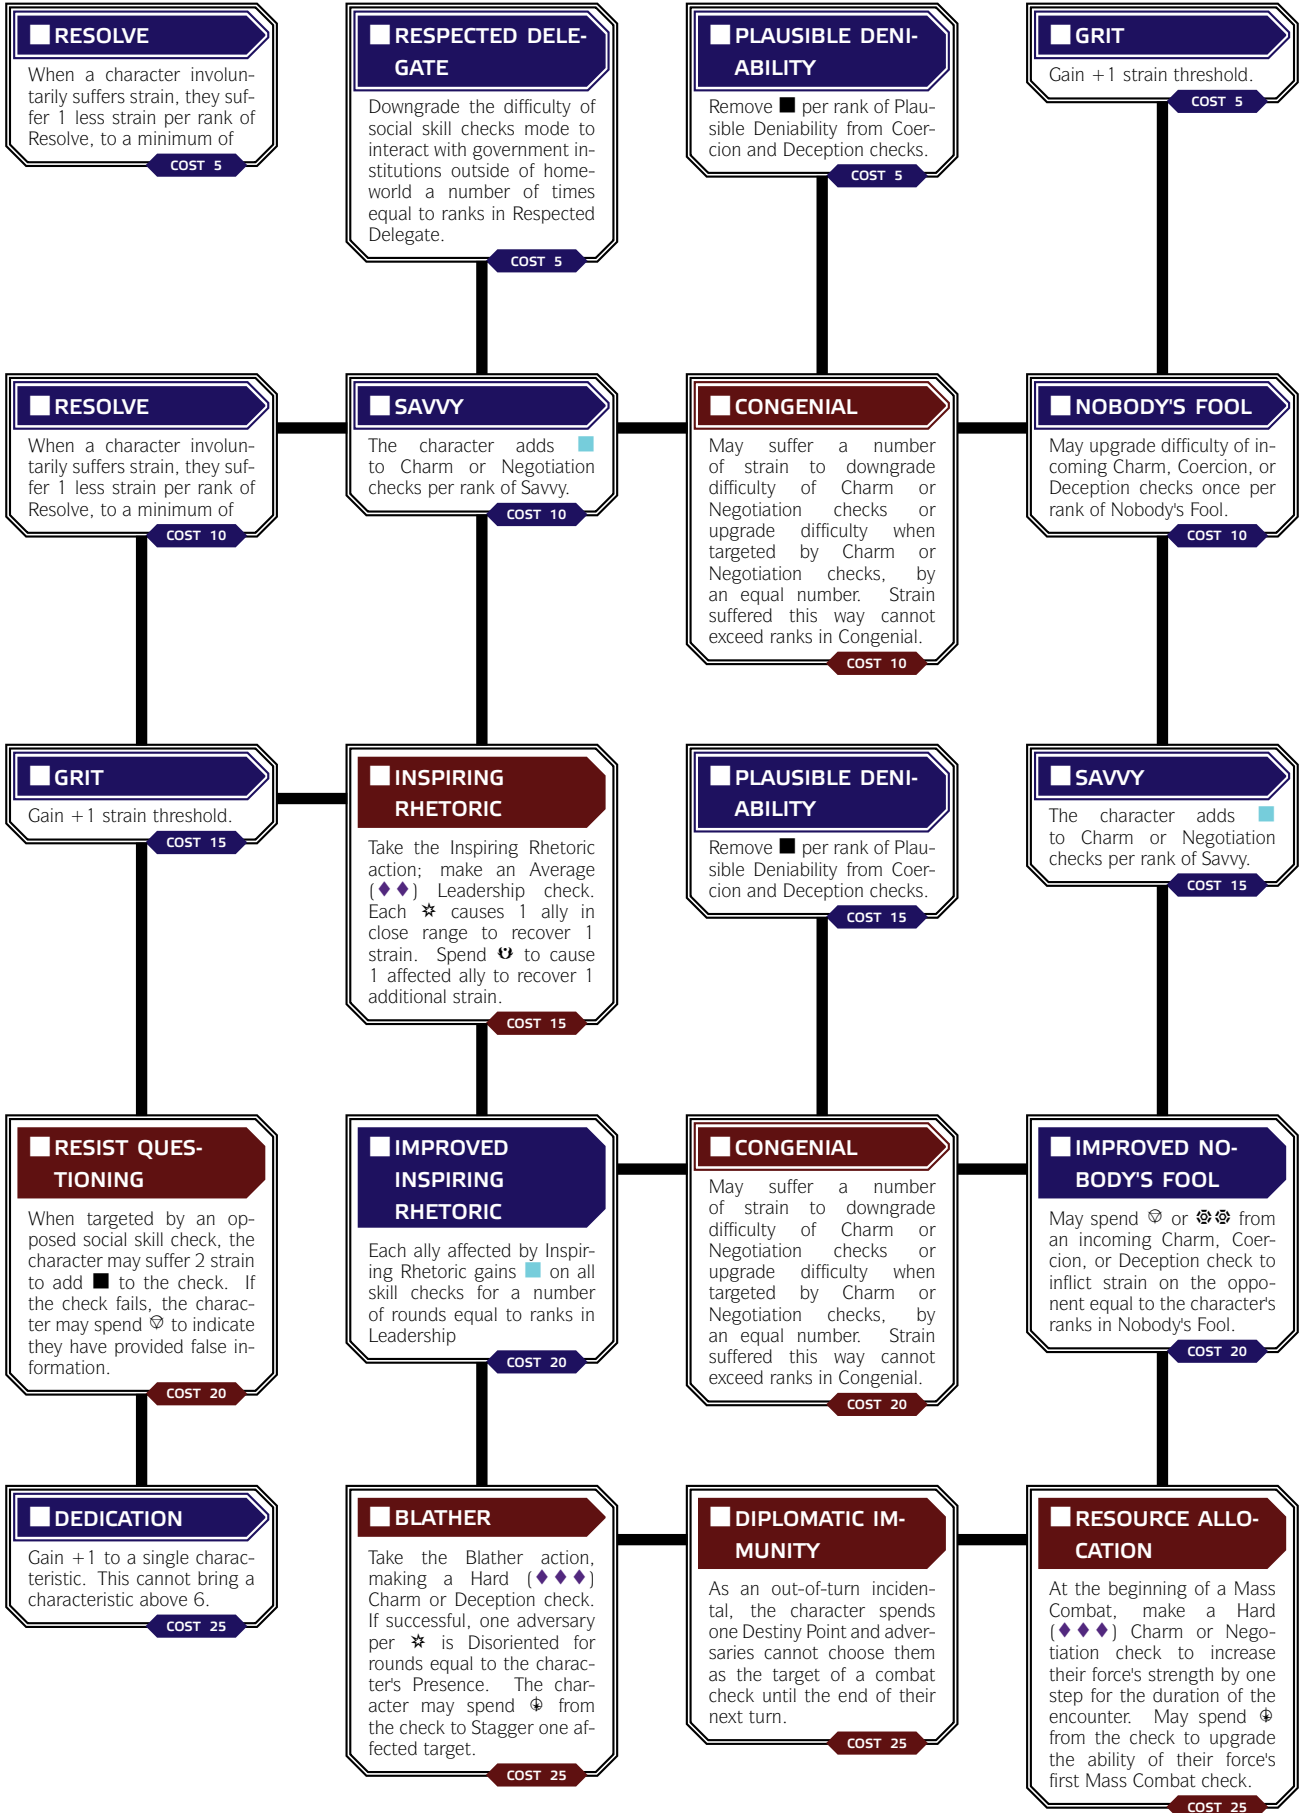 RESOLVE
When a character involun-
tarily suffers strain, they suf-
fer 1 less strain per rank of
Resolve, to a minimum of
COST 5
RESPECTED DELE-
GATE
Downgrade the difficulty of
social skill checks mode to
interact with government in-
stitutions outside of home-
world a number of times
equal to ranks in Respected
Delegate.
COST 5
PLAUSIBLE DENI-
ABILITY
Remove ■ per rank of Plau-
sible Deniability from Coer-
cion and Deception checks.
COST 5
GRIT
Gain +1 strain threshold.
COST 5
RESOLVE
When a character involun-
tarily suffers strain, they suf-
fer 1 less strain per rank of
Resolve, to a minimum of
COST 10
SAVVY
The character adds ■
to Charm or Negotiation
checks per rank of Savvy.
COST 10
CONGENIAL
May suffer a number
of strain to downgrade
difficulty of Charm or
Negotiation checks or
upgrade difficulty when
targeted by Charm or
Negotiation checks, by
an equal number. Strain
suffered this way cannot
exceed ranks in Congenial.
COST 10
NOBODY'S FOOL
May upgrade difficulty of in-
coming Charm, Coercion, or
Deception checks once per
rank of Nobody's Fool.
COST 10
GRIT
Gain +1 strain threshold.
COST 15
INSPIRING
RHETORIC
Take the Inspiring Rhetoric
action; make an Average
(♦♦) Leadership check.
Each causes 1 ally in
close range to recover 1
strain. Spend to cause
1 affected ally to recover 1
additional strain.
COST 15
PLAUSIBLE DENI-
ABILITY
Remove ■ per rank of Plau-
sible Deniability from Coer-
cion and Deception checks.
COST 15
SAVVY
The character adds ■
to Charm or Negotiation
checks per rank of Savvy.
COST 15
RESIST QUES-
TIONING
When targeted by an op-
posed social skill check, the
character may suffer 2 strain
to add ■ to the check. If
the check fails, the charac-
ter may spend to indicate
they have provided false in-
formation.
COST 20
IMPROVED
INSPIRING
RHETORIC
Each ally affected by Inspir-
ing Rhetoric gains ■ on all
skill checks for a number
of rounds equal to ranks in
Leadership
COST 20
CONGENIAL
May suffer a number
of strain to downgrade
difficulty of Charm or
Negotiation checks or
upgrade difficulty when
targeted by Charm or
Negotiation checks, by
an equal number. Strain
suffered this way cannot
exceed ranks in Congenial.
COST 20
IMPROVED NO-
BODY'S FOOL
May spend or from
an incoming Charm, Coer-
cion, or Deception check to
inflict strain on the oppo-
nent equal to the character's
ranks in Nobody's Fool.
COST 20
DEDICATION
Gain +1 to a single charac-
teristic. This cannot bring a
characteristic above 6.
COST 25
BLATHER
Take the Blather action,
making a Hard (♦♦♦)
Charm or Deception check.
If successful, one adversary
per is Disoriented for
rounds equal to the charac-
ter's Presence. The char-
acter may spend from
the check to Stagger one af-
fected target.
COST 25
DIPLOMATIC IM-
MUNITY
As an out-of-turn inciden-
tal, the character spends
one Destiny Point and adver-
saries cannot choose them
as the target of a combat
check until the end of their
next turn.
COST 25
RESOURCE ALLO-
CATION
At the beginning of a Mass
Combat, make a Hard
(♦♦♦) Charm or Nego-
tiation check to increase
their force's strength by one
step for the duration of the
encounter. May spend
from the check to upgrade
the ability of their force's
first Mass Combat check.
COST 25